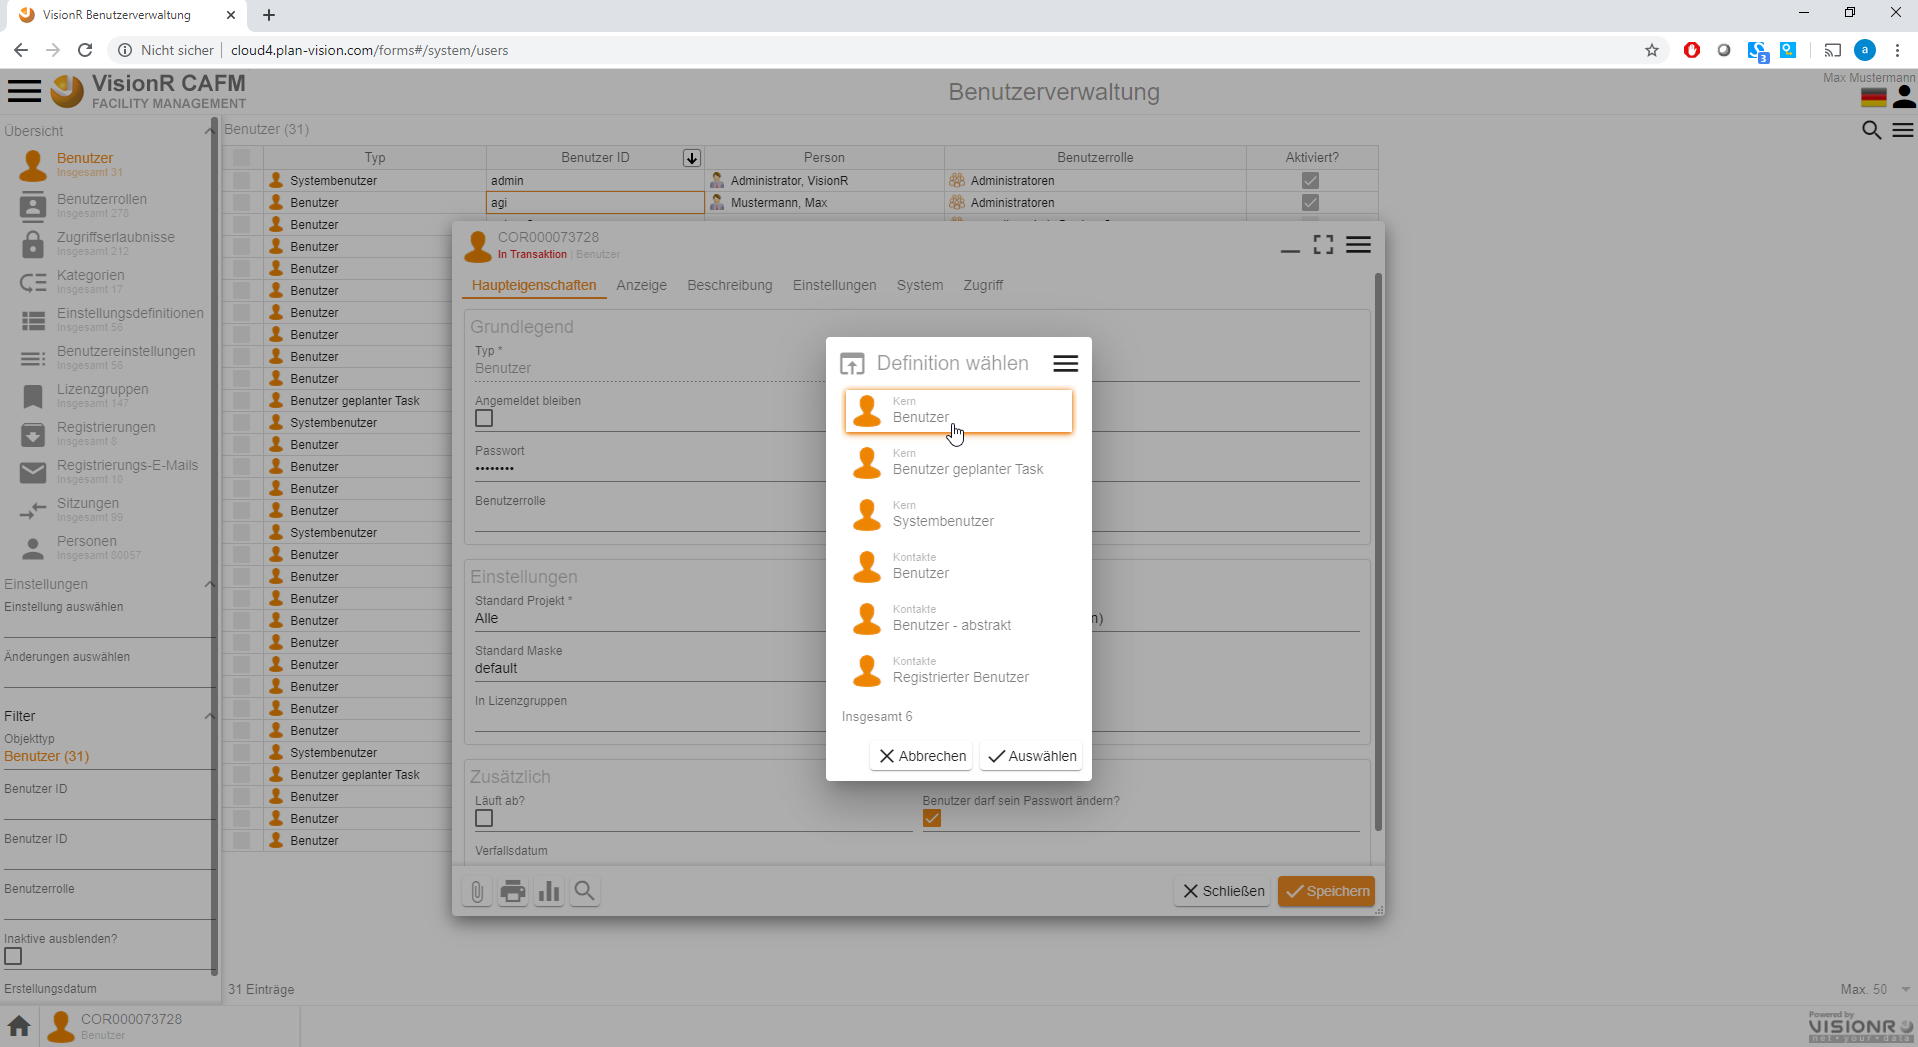 VisionR Benutzerverwaltung
Nicht sicher
cloud4.plan-vision.com/forms#/system/users
3
a
VisionR CAFM
FACILITY MANAGEMENT
Benutzerverwaltung
Max Mustermann
Übersicht
Benutzer
Insgesamt 31
Benutzerrollen
Insgesamt 278
Zugriffserlaubnisse
Insgesamt 212
Kategorien
Insgesamt 17
Einstellungsdefinitionen
Insgesamt 56
Benutzereinstellungen
Insgesamt 56
Lizenzgruppen
Insgesamt 147
Registrierungen
Insgesamt 8
Registrierungs-E-Mails
Insgesamt 10
Sitzungen
Insgesamt 99
Personen
Insgesamt 80057
Einstellungen
Einstellung auswählen
Änderungen auswählen
Filter
Objekttyp
Benutzer (31)
Benutzer ID
Benutzer ID
Benutzerrolle
Inaktive ausblenden?
Erstellungsdatum
Benutzer (31)
Typ Benutzer ID Person Benutzerrolle Aktiviert?
Systembenutzer admin Administrator, VisionR Administratoren
Benutzer agi Mustermann, Max Administratoren
Benutzer
Benutzer
Benutzer
Benutzer
Benutzer
Benutzer
Benutzer
Benutzer
Benutzer geplanter Task
Systembenutzer
Benutzer
Benutzer
Benutzer
Benutzer
Systembenutzer
Benutzer
Benutzer
Benutzer
Benutzer
Benutzer
Benutzer
Benutzer
Benutzer
Benutzer
Systembenutzer
Benutzer geplanter Task
Benutzer
Benutzer
Benutzer
31 Einträge
Max. 50
COR000073728
In Transaktion | Benutzer
Haupteigenschaften Anzeige Beschreibung Einstellungen System Zugriff
Grundlegend
Typ *
Benutzer
Angemeldet bleiben
Passwort
••••••••
Benutzerrolle
Einstellungen
Standard Projekt *
Alle
n)
Standard Maske
default
In Lizenzgruppen
Zusätzlich
Läuft ab?
Benutzer darf sein Passwort ändern?
Verfallsdatum
Schließen
Speichern
Definition wählen
Kern
Benutzer
Kern
Benutzer geplanter Task
Kern
Systembenutzer
Kontakte
Benutzer
Kontakte
Benutzer - abstrakt
Kontakte
Registrierter Benutzer
Insgesamt 6
Abbrechen
Auswählen
COR000073728
Benutzer
Powered by
VISIONR
net • your • data